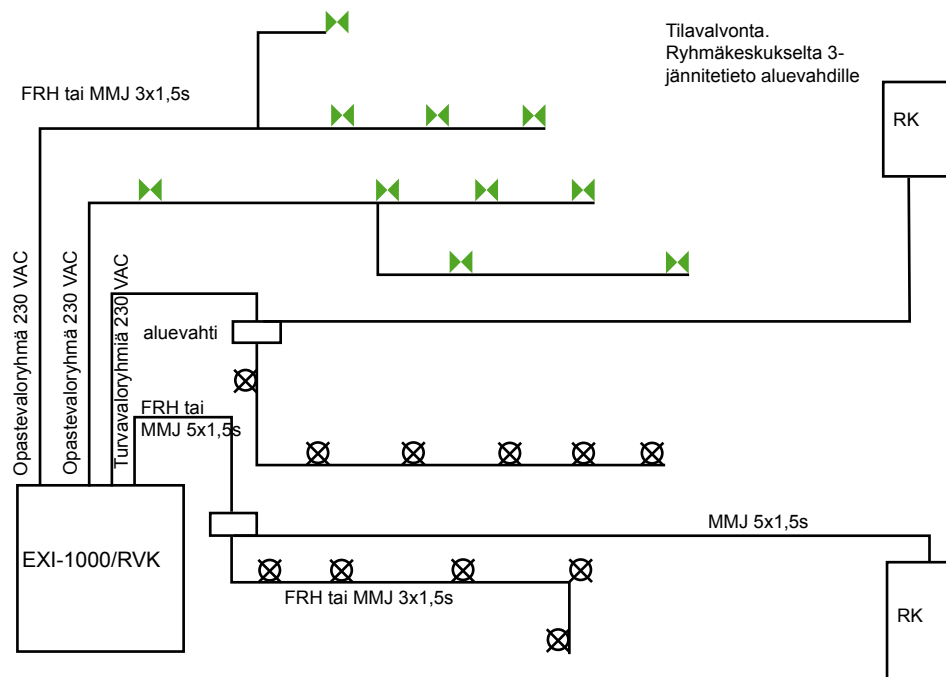 Tilavalvonta.
Ryhmäkeskukselta 3-
jännitetieto aluevahdille
FRH tai MMJ 3x1,5s
RK
Opastevaloryhmä 230 VAC
Opastevaloryhmä 230 VAC
Turvavaloryhmiä 230 VAC
aluevahti
FRH tai
MMJ 5x1,5s
MMJ 5x1,5s
EXI-1000/RVK
FRH tai MMJ 3x1,5s
RK